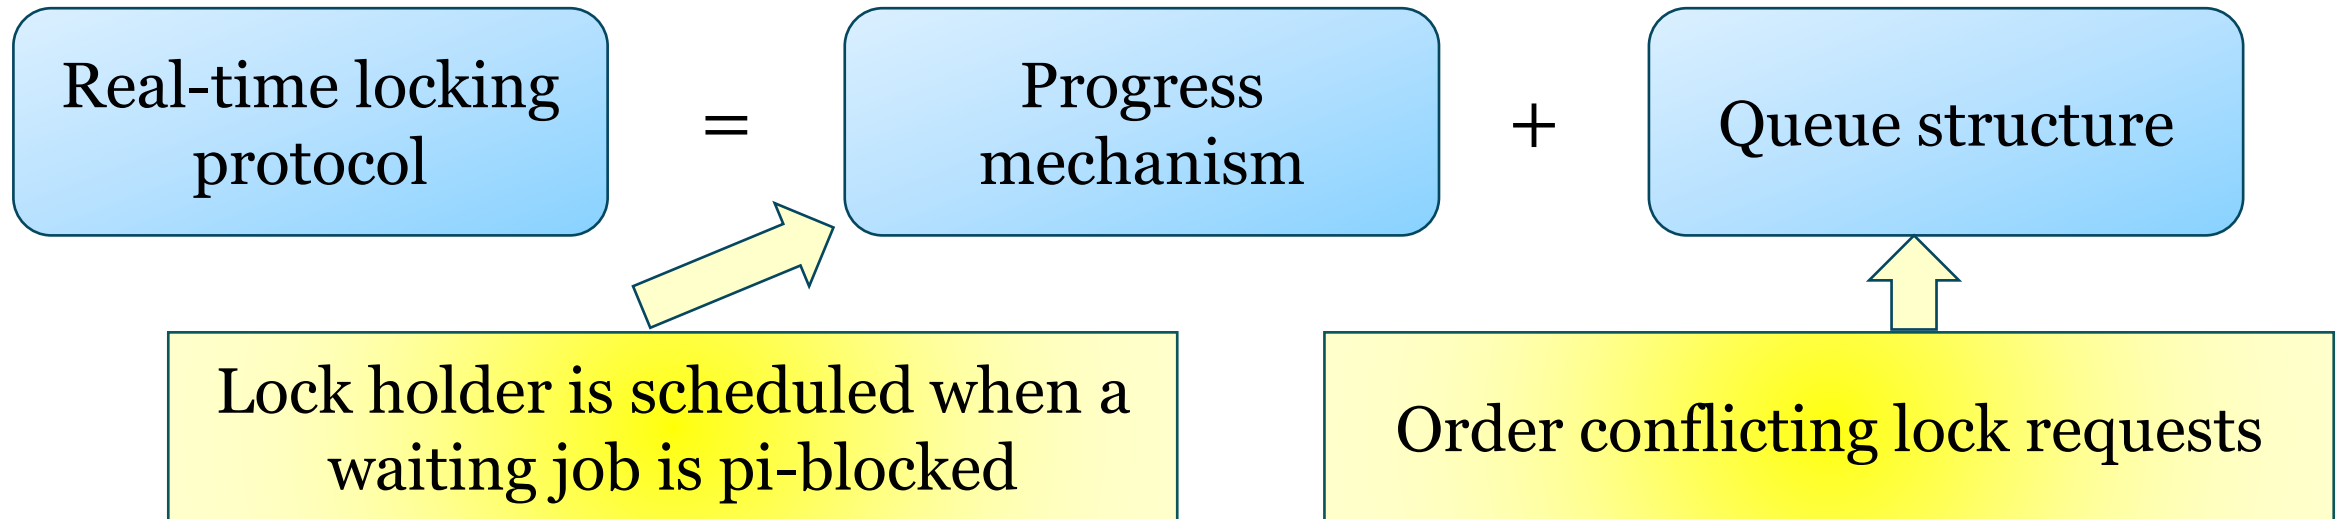 Real-time locking
protocol
=
Progress
mechanism
+
Queue structure
Lock holder is scheduled when a
waiting job is pi-blocked
Order conflicting lock requests